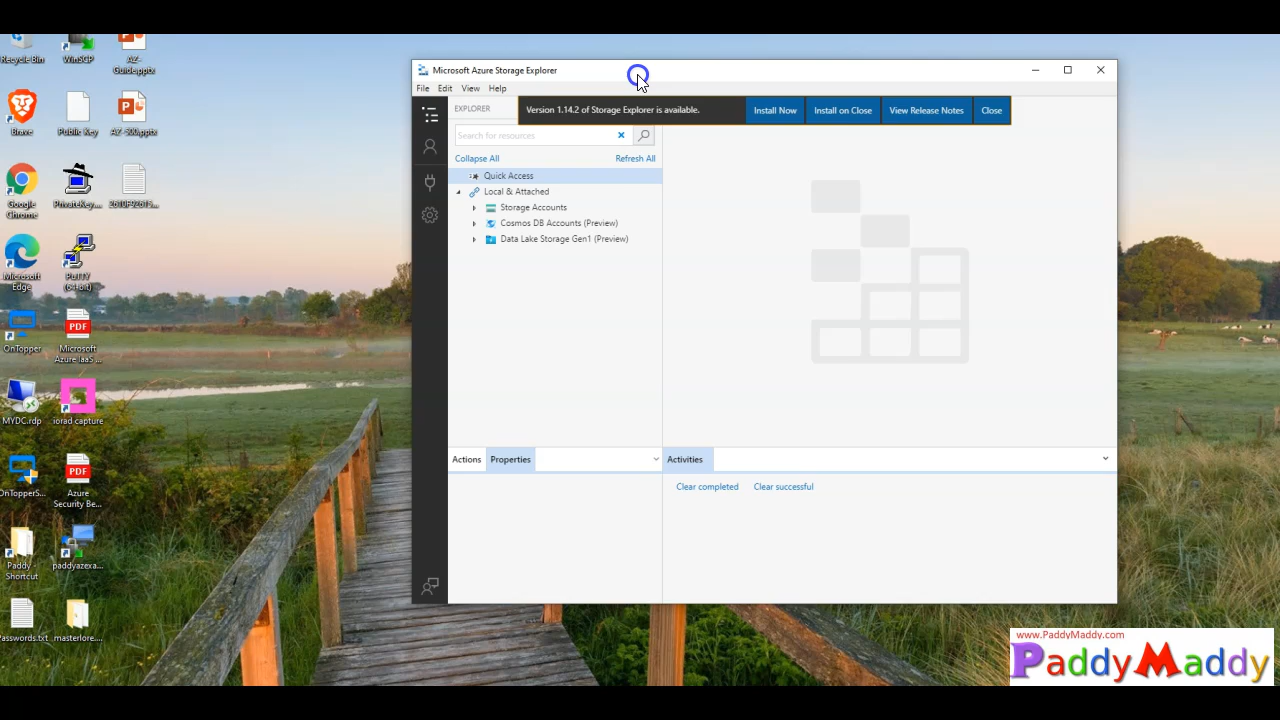 Recycle Bin
WinSCP
AZ-
Guide.pptx
Brave
Public Key
AZ-500.pptx
Google
Chrome
PrivateKey....
2610F9261S...
Microsoft
Edge
PuTTY
(64-bit)
OnTopper
PDF
Microsoft
Azure IaaS ...
MYDC.rdp
iorad capture
OnTopperS...
PDF
Azure
Security Be...
Paddy -
Shortcut
paddyazexa...
Passwords.txt
masterlore....
Microsoft Azure Storage Explorer
File Edit View Help
EXPLORER
Version 1.14.2 of Storage Explorer is available.
Install Now
Install on Close
View Release Notes
Close
Search for resources
Collapse All
Refresh All
Quick Access
Local & Attached
Storage Accounts
Cosmos DB Accounts (Preview)
Data Lake Storage Gen1 (Preview)
Actions
Properties
Activities
Clear completed
Clear successful
www.PaddyMaddy.com
PaddyMaddy